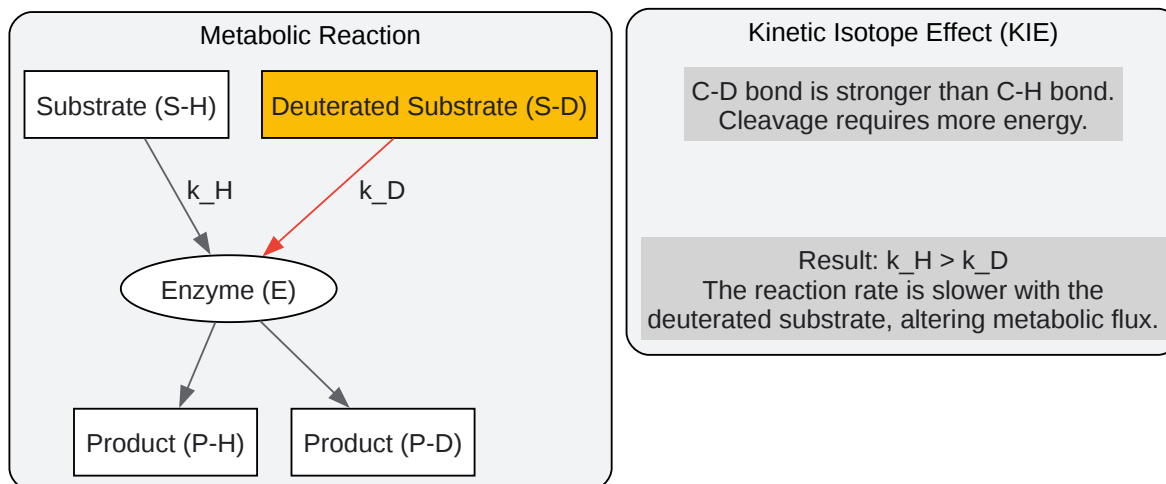 Metabolic Reaction
Substrate (S-H)
Deuterated Substrate (S-D)
k_H
k_D
Enzyme (E)
Product (P-H)
Product (P-D)
Kinetic Isotope Effect (KIE)
C-D bond is stronger than C-H bond.
Cleavage requires more energy.
Result: k_H > k_D
The reaction rate is slower with the
deuterated substrate, altering metabolic flux.